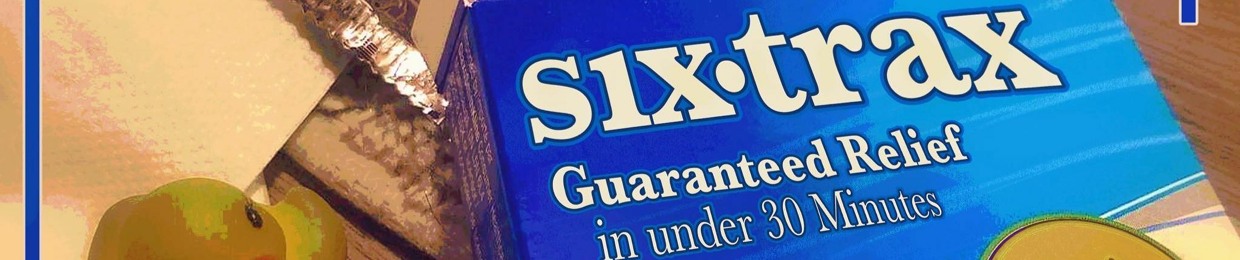 six·trax
Guaranteed Relief
in under 30 Minutes